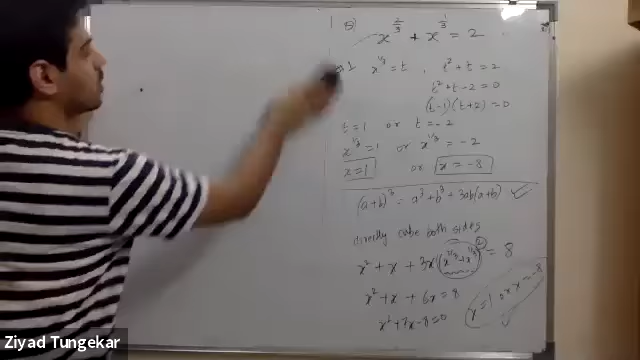 Q) x^{2/3} + x^{1/3} = 2
x^{1/3} = t , t² + t = 2
t² + t - 2 = 0
(t-1)(t+2) = 0
t = 1 or t = -2
x^{1/3} = 1 or x^{1/3} = -2
x = 1 or x = -8
= a³ + b³ + 3ab(a+b)
directly cube both sides
x² + x + 3x(x^{2/3} + x^{1/3}) = 8
2
x² + x + 6x = 8
x² + 7x - 8 = 0
x = 1 or x = -8
Ziyad Tungekar